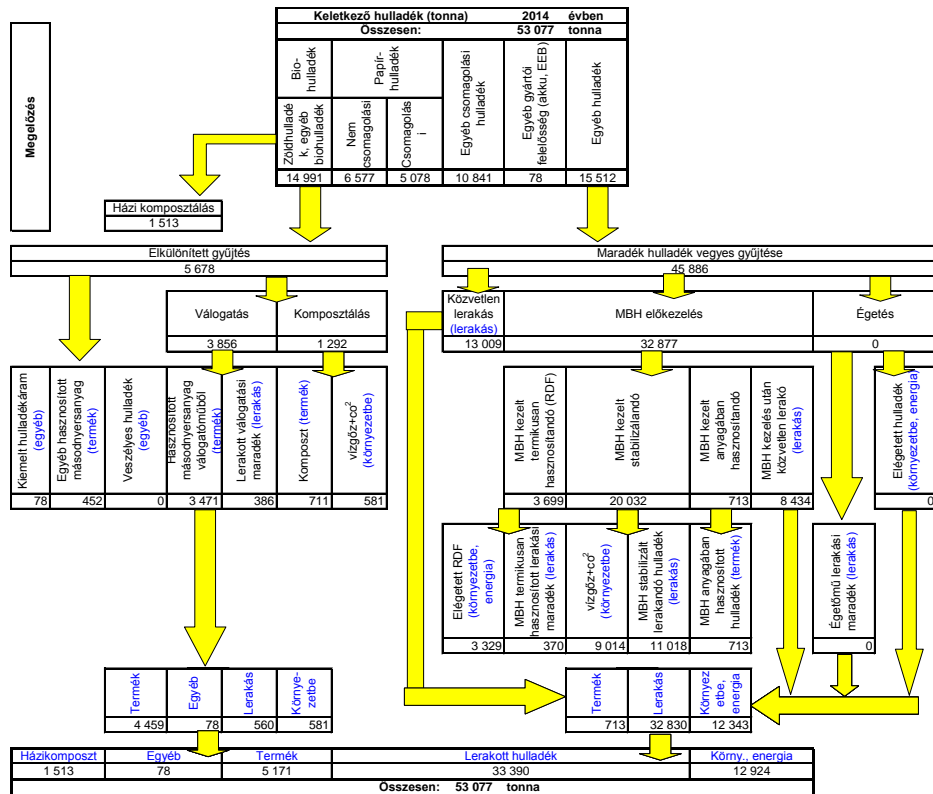 Keletkező hulladék (tonna) 2014 évben
Összesen: 53 077 tonna
Megelőzés
Bio-
hulladék
Papír-
hulladék
Zöldhulladé
k, egyéb
biohulladék
Nem
csomagolási
Csomagolás
i
Egyéb csomagolási
hulladék
Egyéb gyártói
felelősség (akku, EEB)
Egyéb hulladék
14 991 6 577 5 078 10 841 78 15 512
Házi komposztálás
1 513
Elkülönített gyűjtés
5 678
Maradék hulladék vegyes gyűjtése
45 886
Válogatás
3 856
Komposztálás
1 292
Közvetlen
lerakás
(lerakás)
13 009
MBH előkezelés
32 877
Égetés
0
Kiemelt hulladékáram
(egyéb)
Egyéb hasznosított
másodnyersanyag
(termék)
Veszélyes hulladék
(egyéb)
Hasznosított
másodnyersanyag
válogatóműből
(termék)
Lerakott válogatási
maradék (lerakás)
Komposzt (termék)
vízgőz+co²
(környezetbe)
78 452 0 3 471 386 711 581
MBH kezelt
termikusan
hasznosítandó (RDF)
MBH kezelt
stabilizálandó
MBH kezelt
anyagában
hasznosítandó
MBH kezelés után
közvetlen lerakó
(lerakás)
3 699 20 032 713 8 434
Elégetett hulladék
(környezetbe, energia)
0
Elégetett RDF
(környezetbe,
energia)
MBH termikusan
hasznosított lerakási
maradék (lerakás)
vízgőz+co²
(környezetbe)
MBH stabilizált
lerakandó hulladék
(lerakás)
MBH anyagában
hasznosított
hulladék (termék)
3 329 370 9 014 11 018 713
Égetőmű lerakási
maradék (lerakás)
0
Termék
Egyéb
Lerakás
Környe-
zetbe
4 459 78 560 581
Termék
Lerakás
Környez
etbe,
energia
713 32 830 12 343
Házikomposzt Egyéb Termék Lerakott hulladék Körny., energia
1 513 78 5 171 33 390 12 924
Összesen: 53 077 tonna